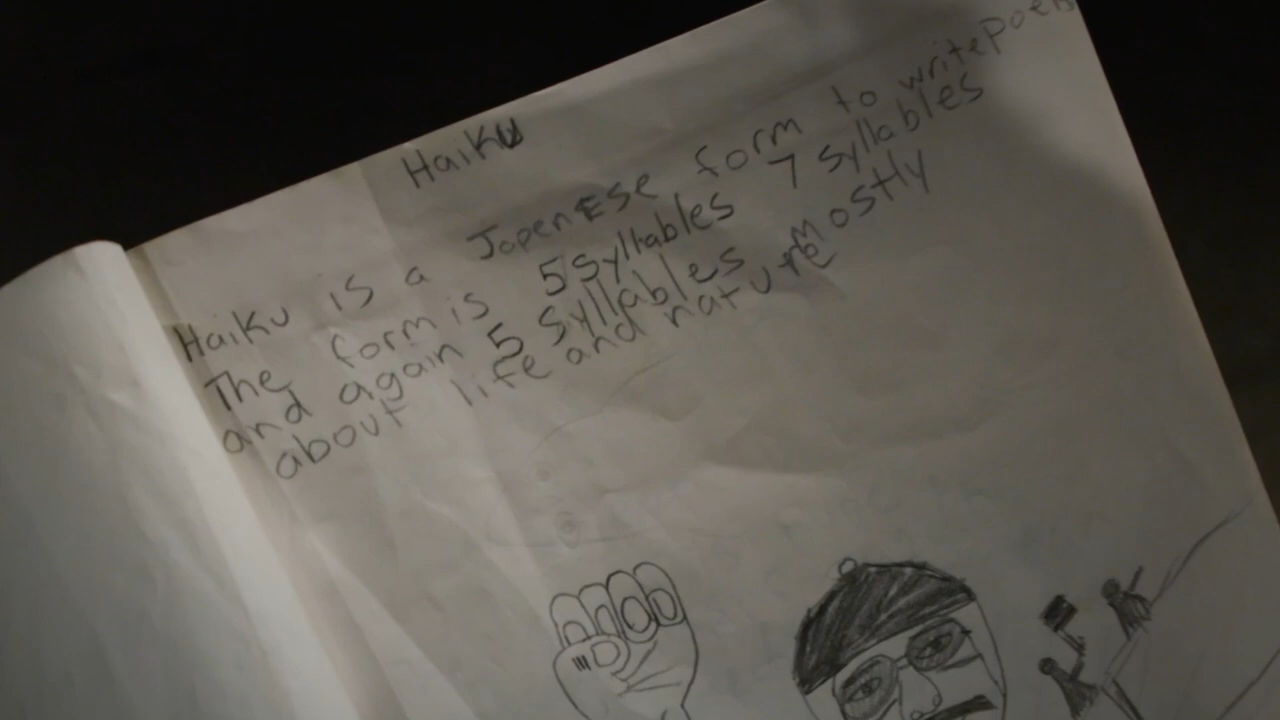 Haiku
Haiku is a JopenEse form to write poem
The form is 5 Syllables 7 syllables
and again 5 Syllables mostly
about life and nature